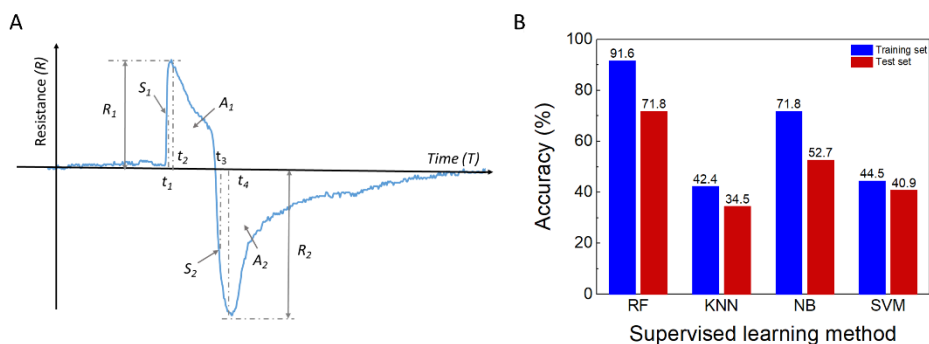 A
Resistance (R)
R1
S1
A1
t1
t2
t3
t4
Time (T)
S2
A2
R2
B
Accuracy (%)
100
80
60
40
20
0
Training set
Test set
91.6
71.8
42.4
34.5
71.8
52.7
44.5
40.9
RF KNN NB SVM
Supervised learning method